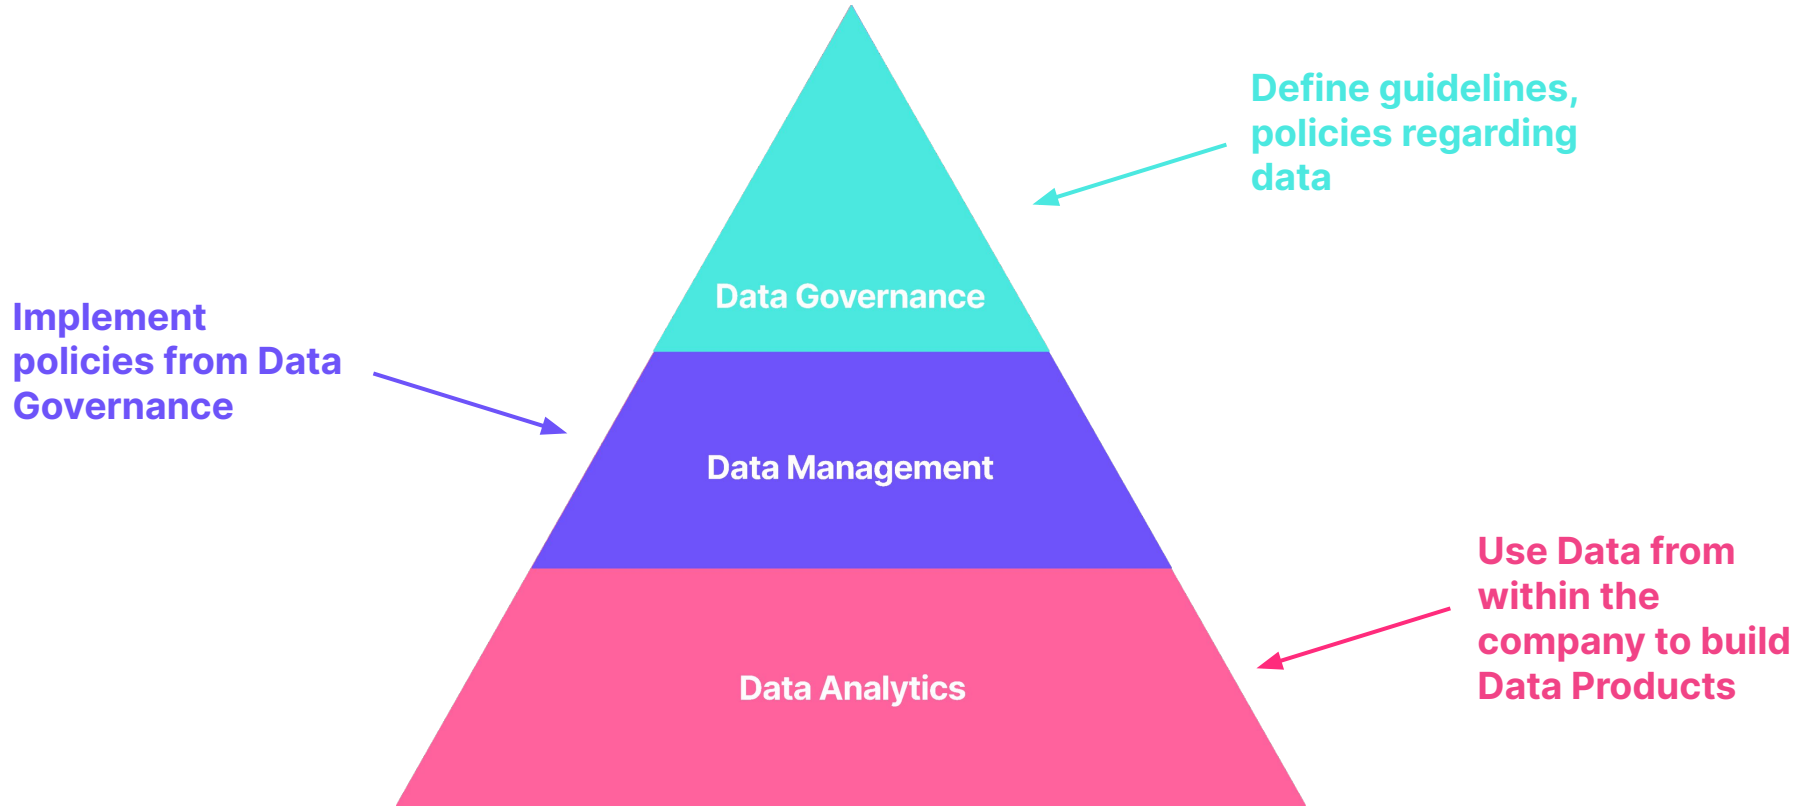 Define guidelines,
policies regarding
data
Data Governance
Implement
policies from Data
Governance
Data Management
Use Data from
within the
company to build
Data Products
Data Analytics